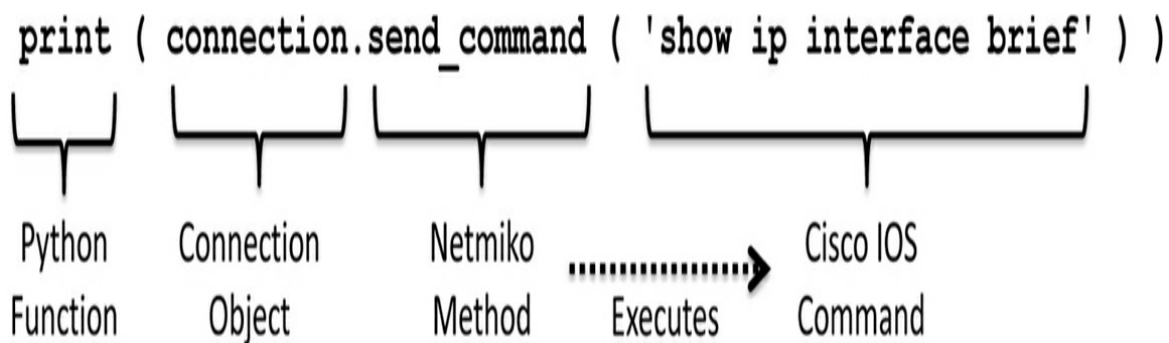 print ( connection.send_command ( 'show ip interface brief' ) )
Python Connection Netmiko Cisco IOS
Function Object Method Executes Command